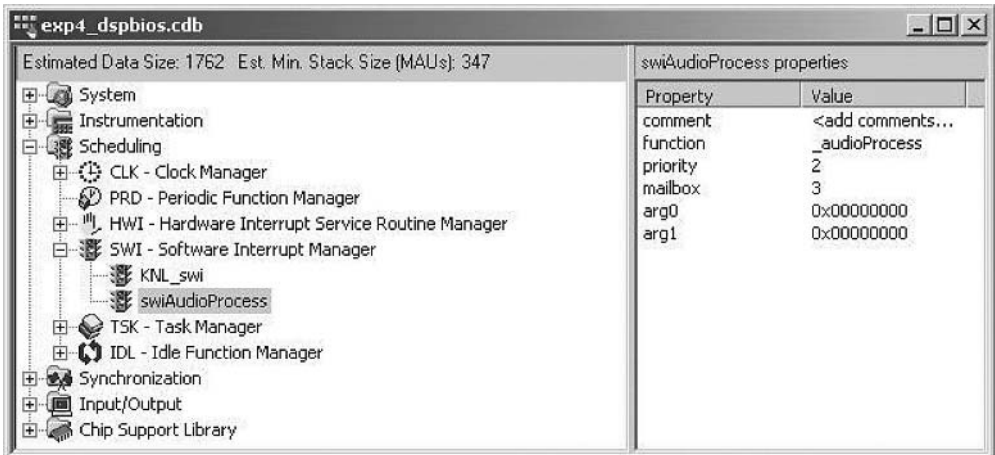 exp4_dspbios.cdb
Estimated Data Size: 1762 Est. Min. Stack Size (MAUs): 347
System
Instrumentation
Scheduling
CLK - Clock Manager
PRD - Periodic Function Manager
HWI - Hardware Interrupt Service Routine Manager
SWI - Software Interrupt Manager
KNL_swi
swiAudioProcess
TSK - Task Manager
IDL - Idle Function Manager
Synchronization
Input/Output
Chip Support Library
swiAudioProcess properties
Property Value
comment <add comments...
function _audioProcess
priority 2
mailbox 3
arg0 0x00000000
arg1 0x00000000